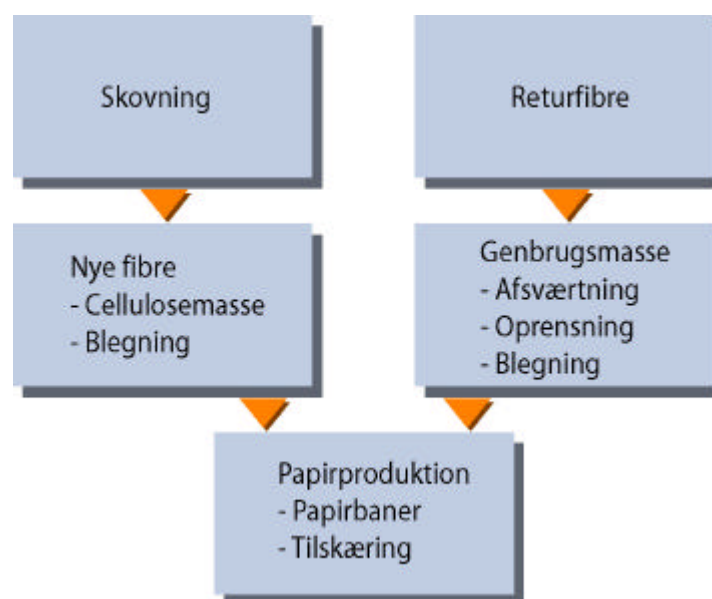 Skovning
Returfibre
Nye fibre
- Cellulosemasse
- Blegning
Genbrugsmasse
- Afsværtning
- Oprensning
- Blegning
Papirproduktion
- Papirbaner
- Tilskæring